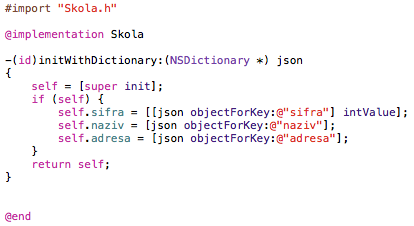 #import "Skola.h"
@implementation Skola
-(id)initWithDictionary:(NSDictionary *) json
{
    self = [super init];
    if (self) {
        self.sifra = [[json objectForKey:@"sifra"] intValue];
        self.naziv = [json objectForKey:@"naziv"];
        self.adresa = [json objectForKey:@"adresa"];
    }
    return self;
}
@end